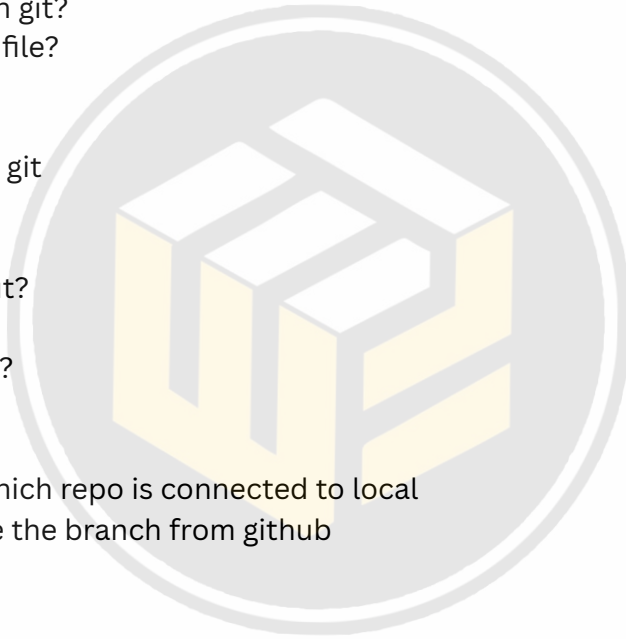 git?
file?
git
?
hich repo is connected to local
the branch from github